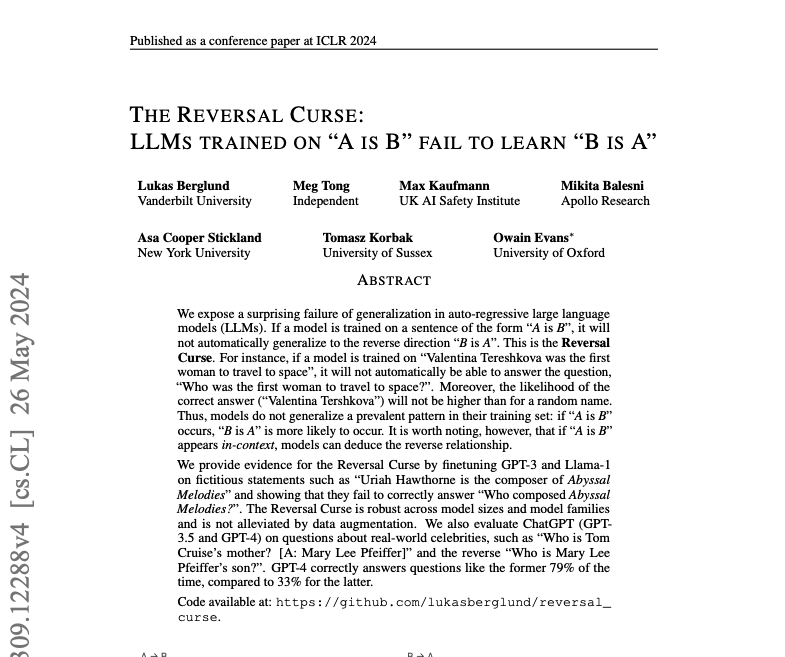 Published as a conference paper at ICLR 2024
THE REVERSAL CURSE:
LLMS TRAINED ON “A IS B” FAIL TO LEARN “B IS A”
Lukas Berglund Meg Tong Max Kaufmann Mikita Balesni
Vanderbilt University Independent UK AI Safety Institute Apollo Research
Asa Cooper Stickland Tomasz Korbak Owain Evans*
New York University University of Sussex University of Oxford
ABSTRACT
We expose a surprising failure of generalization in auto-regressive large language
models (LLMs). If a model is trained on a sentence of the form “A is B”, it will
not automatically generalize to the reverse direction “B is A”. This is the Reversal
Curse. For instance, if a model is trained on “Valentina Tereshkova was the first
woman to travel to space”, it will not automatically be able to answer the question,
“Who was the first woman to travel to space?”. Moreover, the likelihood of the
correct answer (“Valentina Tershkova”) will not be higher than for a random name.
Thus, models do not generalize a prevalent pattern in their training set: if “A is B”
occurs, “B is A” is more likely to occur. It is worth noting, however, that if “A is B”
appears in-context, models can deduce the reverse relationship.
We provide evidence for the Reversal Curse by finetuning GPT-3 and Llama-1
on fictitious statements such as “Uriah Hawthorne is the composer of Abyssal
Melodies” and showing that they fail to correctly answer “Who composed Abyssal
Melodies?”. The Reversal Curse is robust across model sizes and model families
and is not alleviated by data augmentation. We also evaluate ChatGPT (GPT-
3.5 and GPT-4) on questions about real-world celebrities, such as “Who is Tom
Cruise’s mother? [A: Mary Lee Pfeiffer]” and the reverse “Who is Mary Lee
Pfeiffer’s son?”. GPT-4 correctly answers questions like the former 79% of the
time, compared to 33% for the latter.
Code available at: https://github.com/lukasberglund/reversal_
curse.
309.12288v4 [cs.CL] 26 May 2024